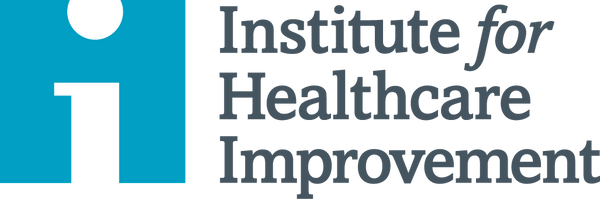 i
Institute for
Healthcare
Improvement